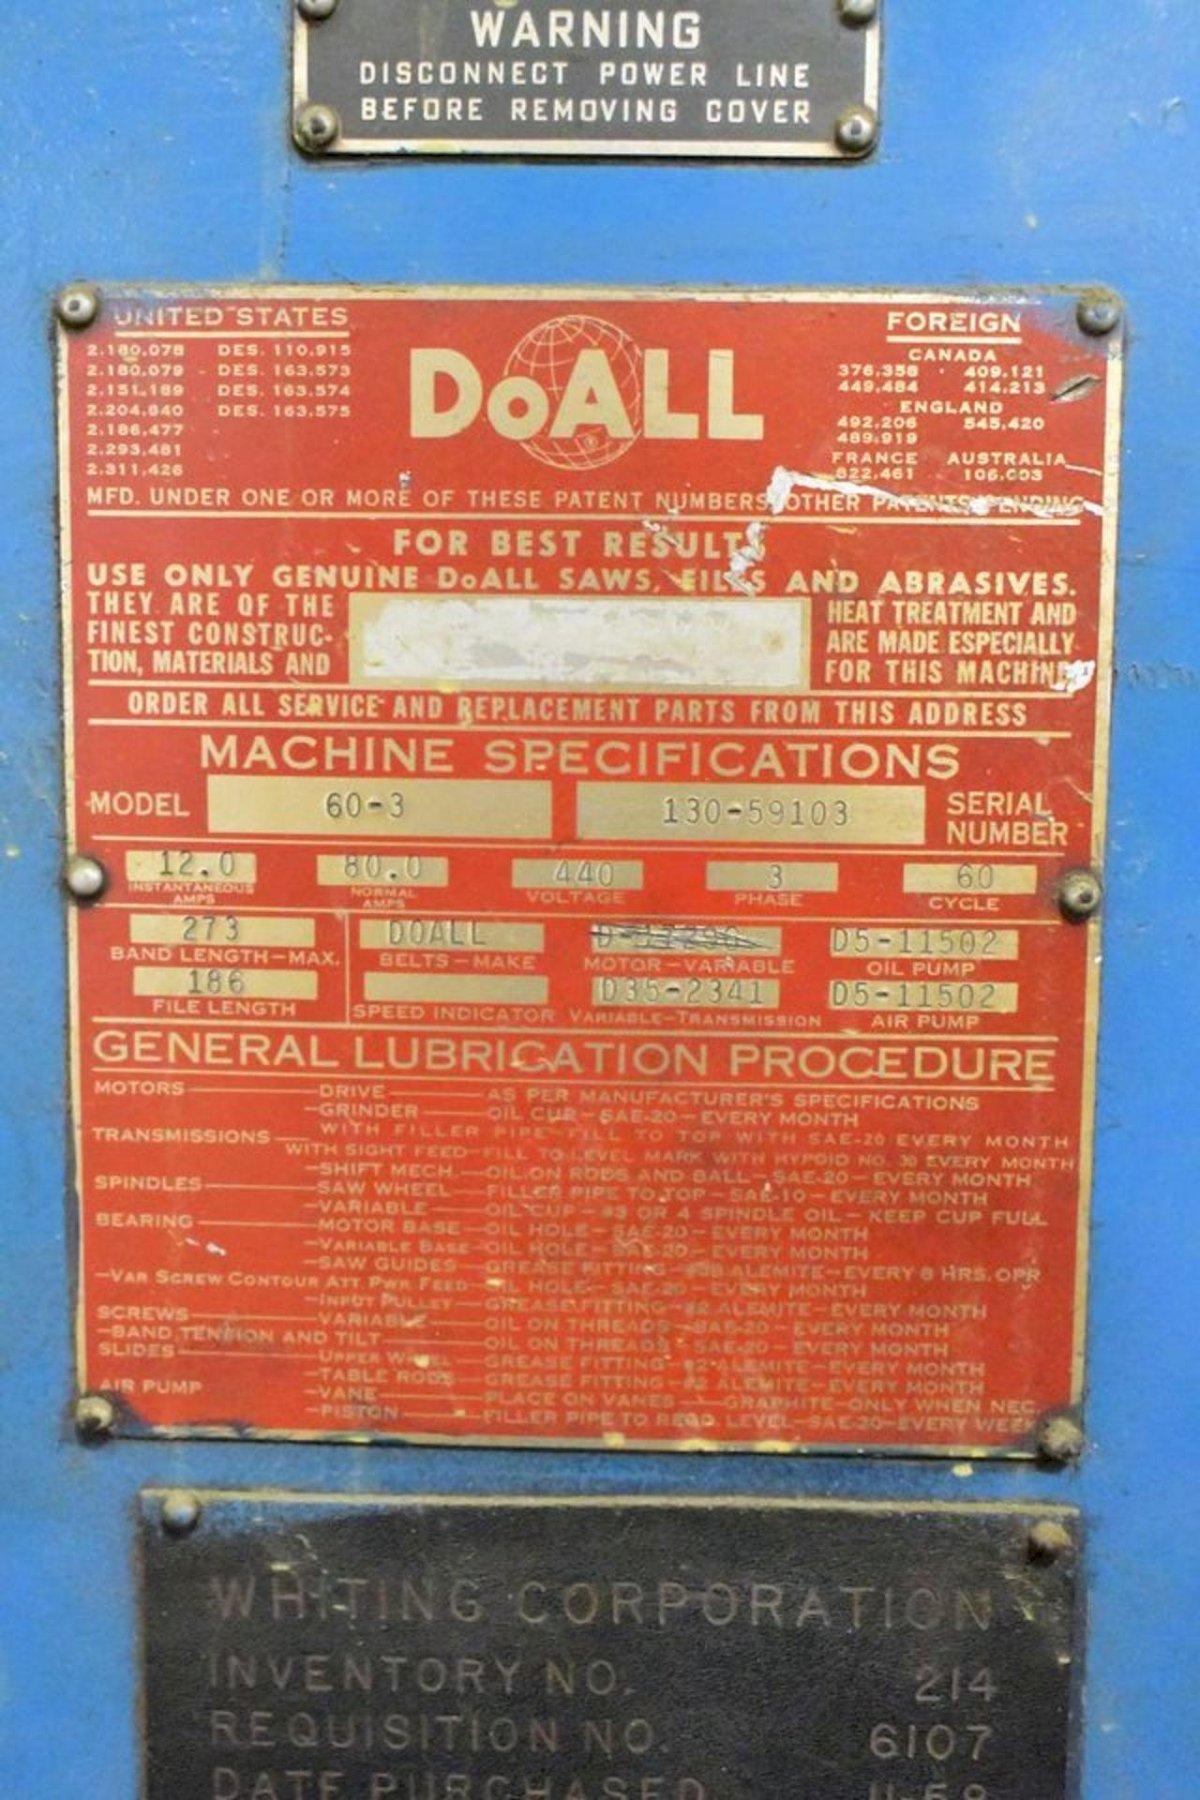 WARNING
DISCONNECT POWER LINE
BEFORE REMOVING COVER
UNITED STATES
2.180.078 DES. 110.915
2.180.079 DES. 163.573
2.151.189 DES. 163.574
2.204.840 DES. 163.575
2.186.477
2.293.481
2.311.426
DoALL
FOREIGN
CANADA
376,358 409.121
449.484 414.213
ENGLAND
492.206 545.420
489.919
FRANCE AUSTRALIA
822.461 106.003
MFD. UNDER ONE OR MORE OF THESE PATENT NUMBERS OTHER PATENTS PENDING
FOR BEST RESULTS
USE ONLY GENUINE DoALL SAWS, FILES AND ABRASIVES.
THEY ARE OF THE
FINEST CONSTRUC-
TION, MATERIALS AND
HEAT TREATMENT AND
ARE MADE ESPECIALLY
FOR THIS MACHINE
ORDER ALL SERVICE AND REPLACEMENT PARTS FROM THIS ADDRESS
MACHINE SPECIFICATIONS
MODEL 60-3 130-59103 SERIAL NUMBER
12.0 80.0 440 3 60
INSTANTANEOUS AMPS NORMAL AMPS VOLTAGE PHASE CYCLE
273 DOALL D5-11502
BAND LENGTH-MAX. BELTS-MAKE MOTOR-VARIABLE OIL PUMP
186 D35-2341 D5-11502
FILE LENGTH SPEED INDICATOR VARIABLE-TRANSMISSION AIR PUMP
GENERAL LUBRICATION PROCEDURE
MOTORS — DRIVE — AS PER MANUFACTURER'S SPECIFICATIONS
—GRINDER — OIL CUP — SAE-20 — EVERY MONTH
TRANSMISSIONS — WITH FILLER PIPE—FILL TO TOP WITH SAE-20 EVERY MONTH
WITH SIGHT FEED—FILL TO LEVEL MARK WITH HYPOID NO. 30 EVERY MONTH
—SHIFT MECH.—OIL ON RODS AND BALL—SAE-20—EVERY MONTH
SPINDLES — SAW WHEEL—FILLER PIPE TO TOP—SAE-10—EVERY MONTH
—VARIABLE — OIL CUP—#3 OR 4 SPINDLE OIL—KEEP CUP FULL
BEARING — MOTOR BASE—OIL HOLE—SAE-20—EVERY MONTH
—VARIABLE BASE—OIL HOLE—SAE-20—EVERY MONTH
—SAW GUIDES—GREASE FITTING—ALEMITE—EVERY 8 HRS. OPR
—VAR SCREW CONTOUR ATT PWR FEED—OIL HOLE—SAE-20—EVERY MONTH
—INPUT PULLEY—GREASE FITTING—#2 ALEMITE—EVERY MONTH
SCREWS — VARIABLE — OIL ON THREADS—SAE-20—EVERY MONTH
—BAND TENSION AND TILT — OIL ON THREADS—SAE-20—EVERY MONTH
SLIDES — UPPER WHEEL—GREASE FITTING—#2 ALEMITE—EVERY MONTH
—TABLE RODS—GREASE FITTING—#2 ALEMITE—EVERY MONTH
AIR PUMP —VANE — PLACE ON VANES—GRAPHITE—ONLY WHEN NEC.
—PISTON — FILLER PIPE TO REQD. LEVEL—SAE-30—EVERY WEEK
WHITING CORPORATION
INVENTORY NO. 214
REQUISITION NO. 6107
DATE PURCHASED 11-58